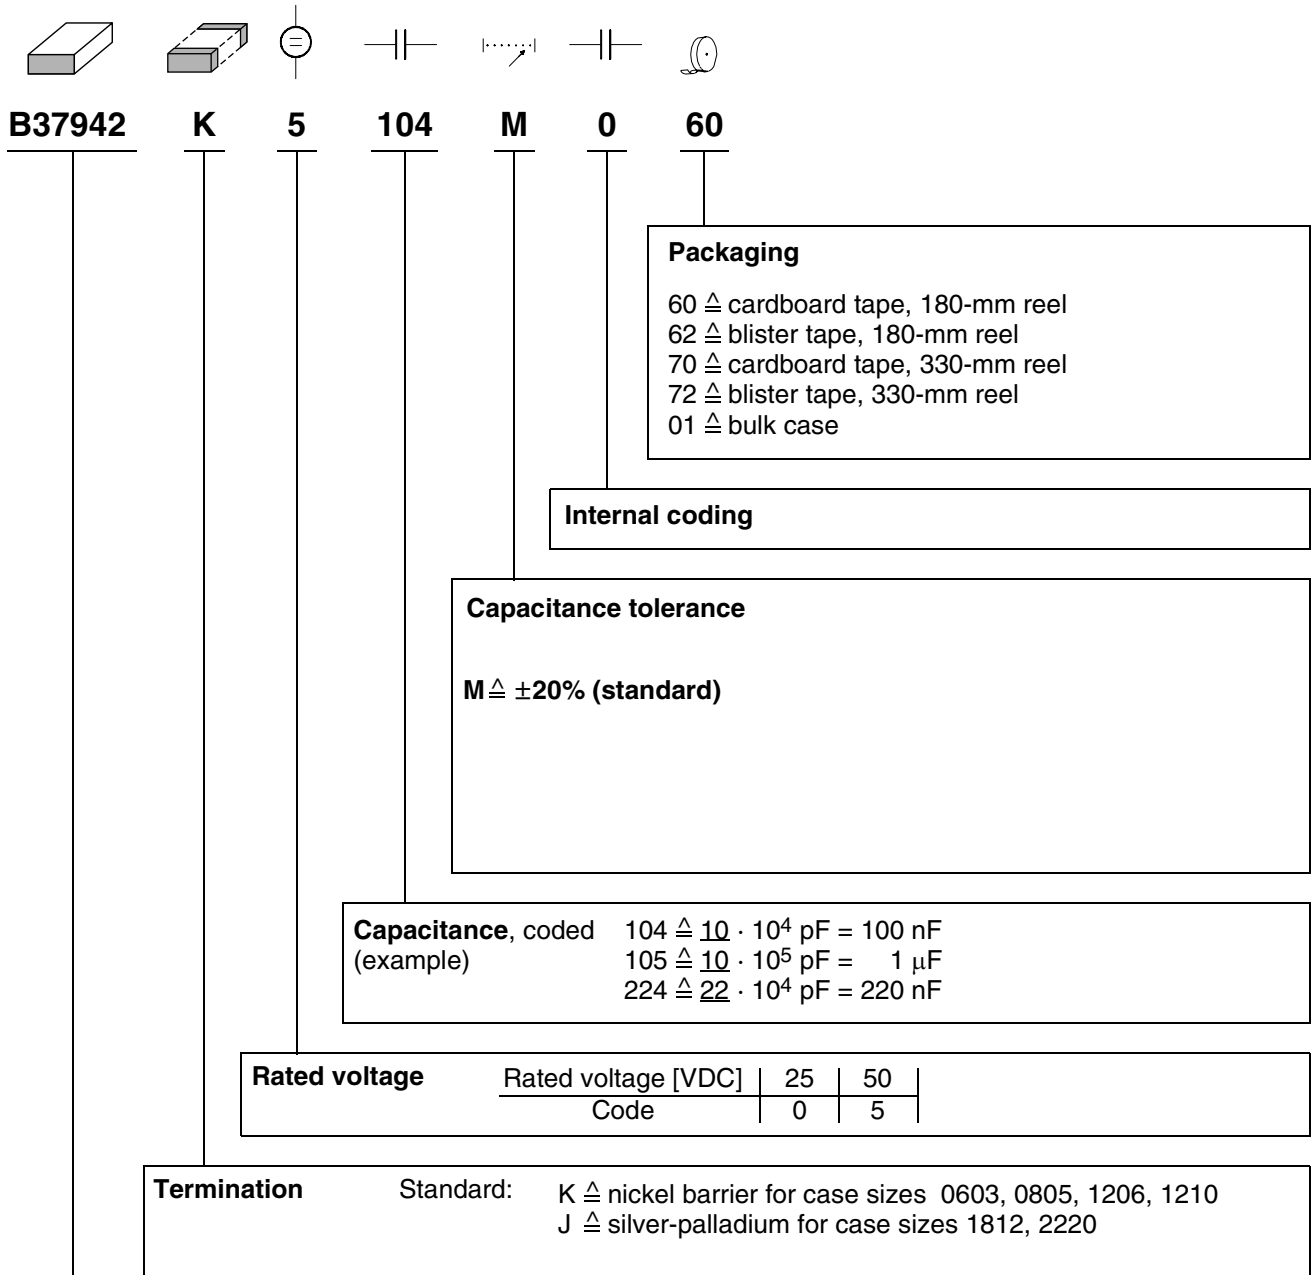 B37942 K 5 104 M 0 60
Packaging
60 ≙ cardboard tape, 180-mm reel
62 ≙ blister tape, 180-mm reel
70 ≙ cardboard tape, 330-mm reel
72 ≙ blister tape, 330-mm reel
01 ≙ bulk case
Internal coding
Capacitance tolerance
M ≙ ±20% (standard)
Capacitance, coded 104 ≙ 10 · 10⁴ pF = 100 nF
(example) 105 ≙ 10 · 10⁵ pF = 1 µF
224 ≙ 22 · 10⁴ pF = 220 nF
Rated voltage Rated voltage [VDC] 25 50
Code 0 5
Termination Standard: K ≙ nickel barrier for case sizes 0603, 0805, 1206, 1210
J ≙ silver-palladium for case sizes 1812, 2220